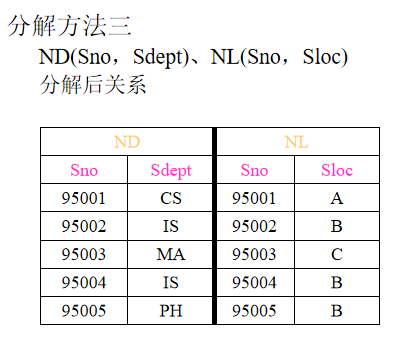 分解方法三
ND(Sno，Sdept)、NL(Sno，Sloc)
分解后关系
ND NL
Sno Sdept Sno Sloc
95001 CS 95001 A
95002 IS 95002 B
95003 MA 95003 C
95004 IS 95004 B
95005 PH 95005 B